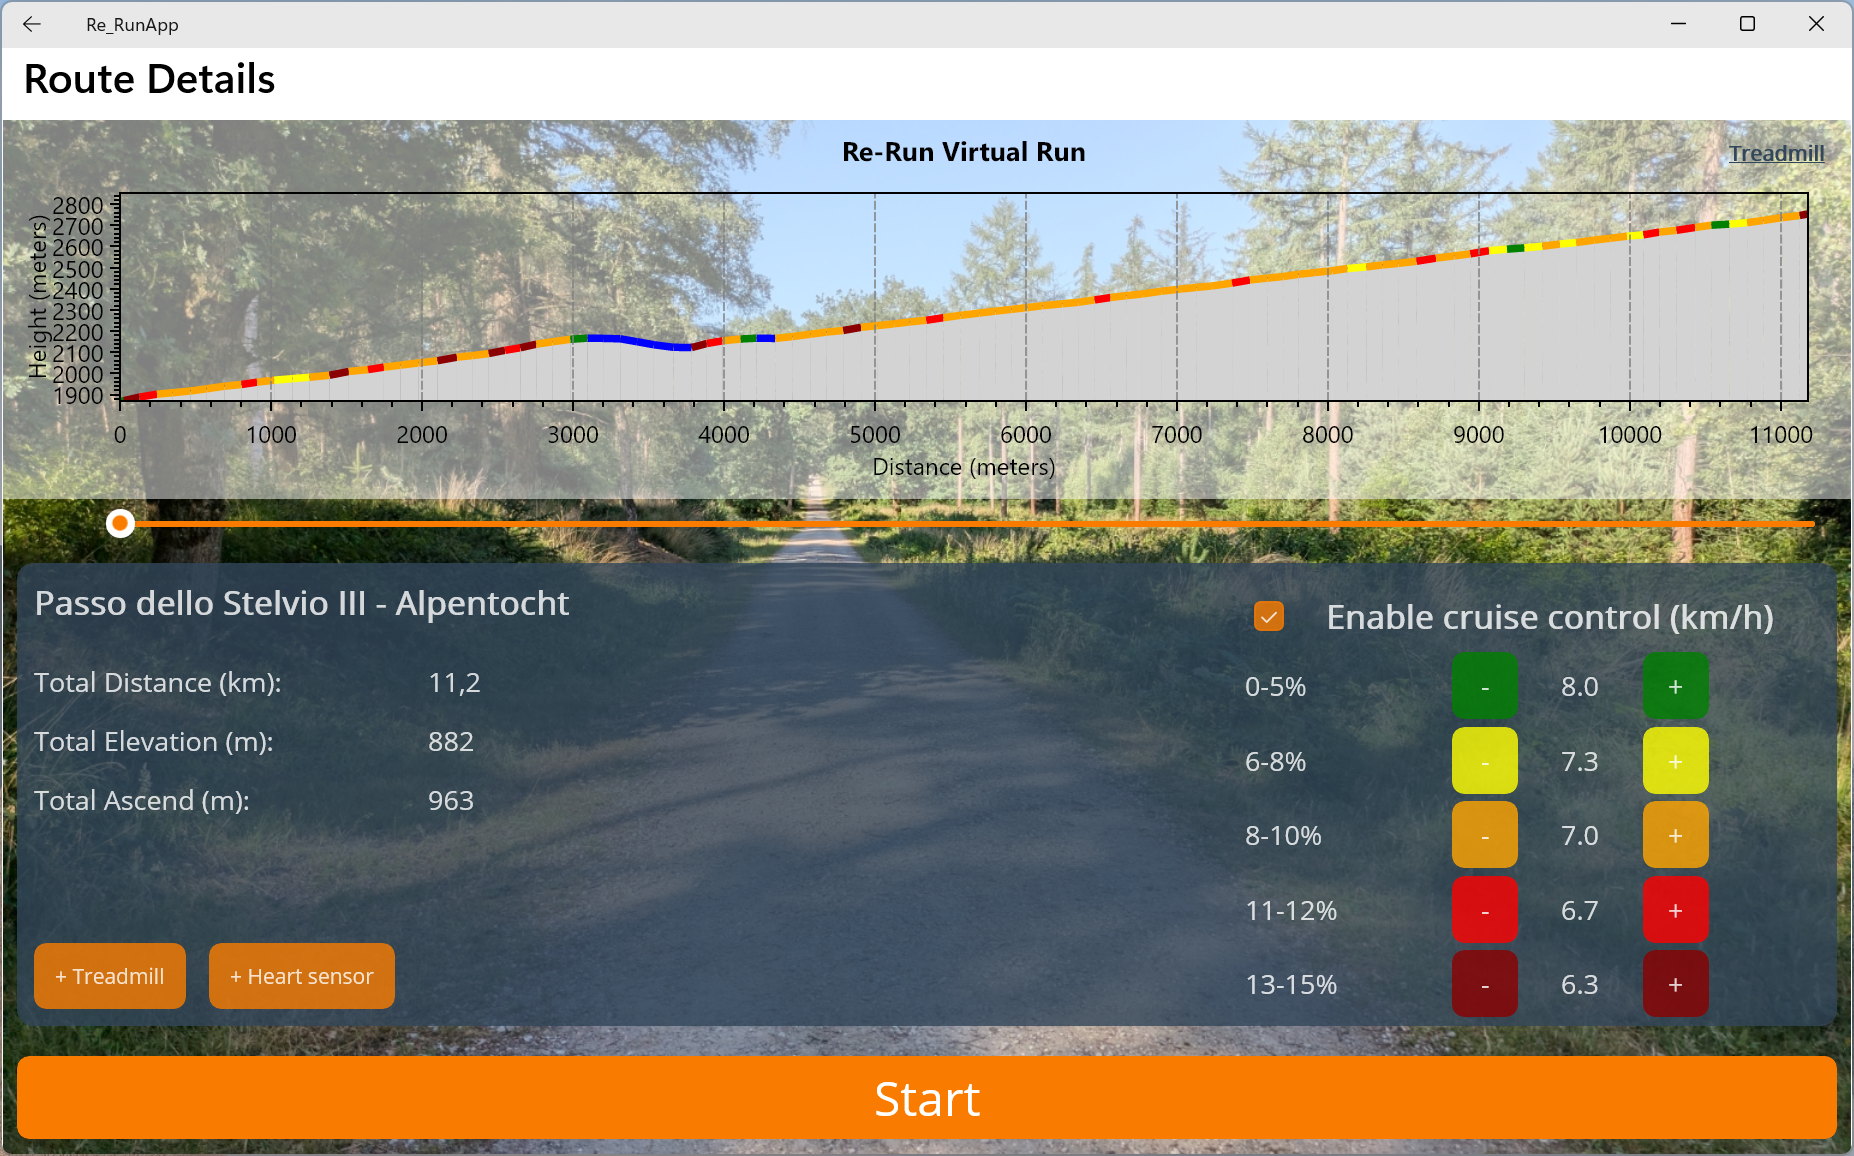 Re_RunApp
Route Details
Re-Run Virtual Run
Treadmill
Height (meters)
2800
2700
2600
2500
2400
2300
2200
2100
2000
1900
0 1000 2000 3000 4000 5000 6000 7000 8000 9000 10000 11000
Distance (meters)
Passo dello Stelvio III - Alpentocht
Total Distance (km): 11,2
Total Elevation (m): 882
Total Ascend (m): 963
+ Treadmill + Heart sensor
Enable cruise control (km/h)
0-5% - 8.0 +
6-8% - 7.3 +
8-10% - 7.0 +
11-12% - 6.7 +
13-15% - 6.3 +
Start